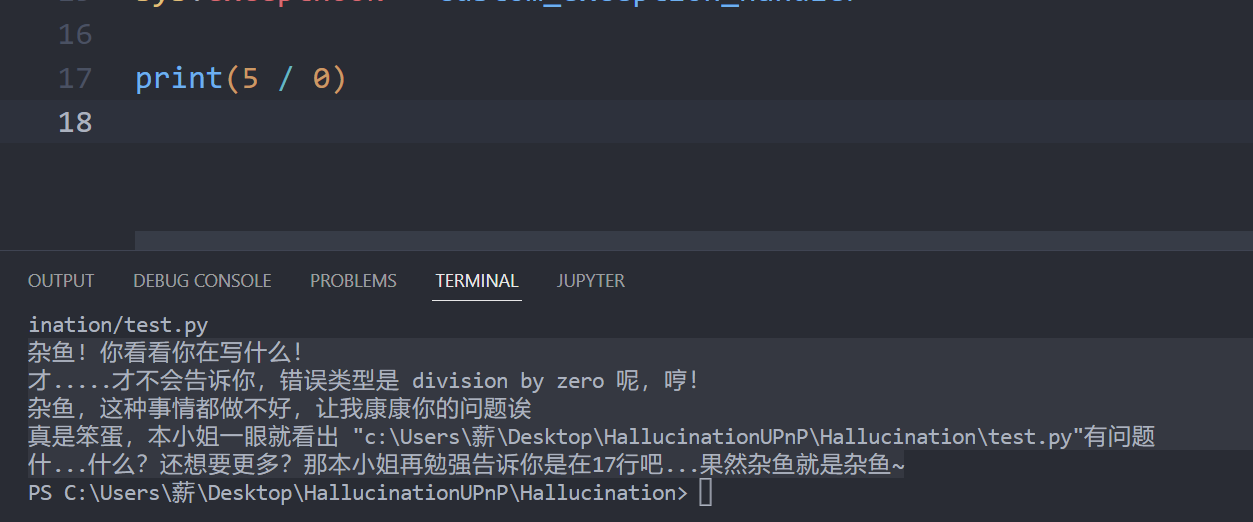 16
17 print(5 / 0)
18
OUTPUT DEBUG CONSOLE PROBLEMS TERMINAL JUPYTER
ination/test.py
杂鱼！你看看你在写什么！
才.....才不会告诉你，错误类型是 division by zero 呢，哼！
杂鱼，这种事情都做不好，让我康康你的问题诶
真是笨蛋，本小姐一眼就看出 "c:\Users\薪\Desktop\HallucinationUPnP\Hallucination\test.py"有问题
什...什么？还想要更多？那本小姐再勉强告诉你是在17行吧...果然杂鱼就是杂鱼~
PS C:\Users\薪\Desktop\HallucinationUPnP\Hallucination>